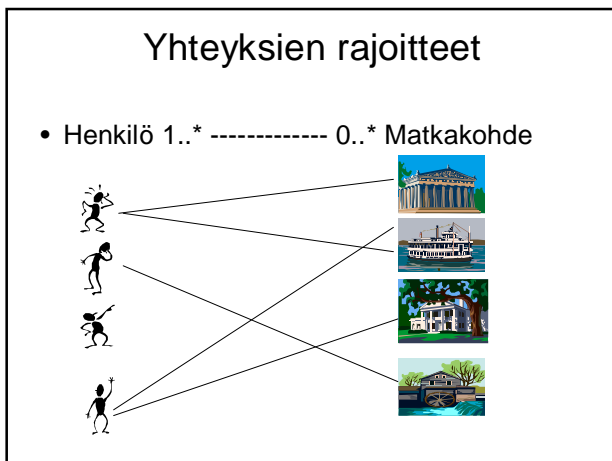 Yhteyksien rajoitteet
• Henkilö 1..* ------------- 0..* Matkakohde